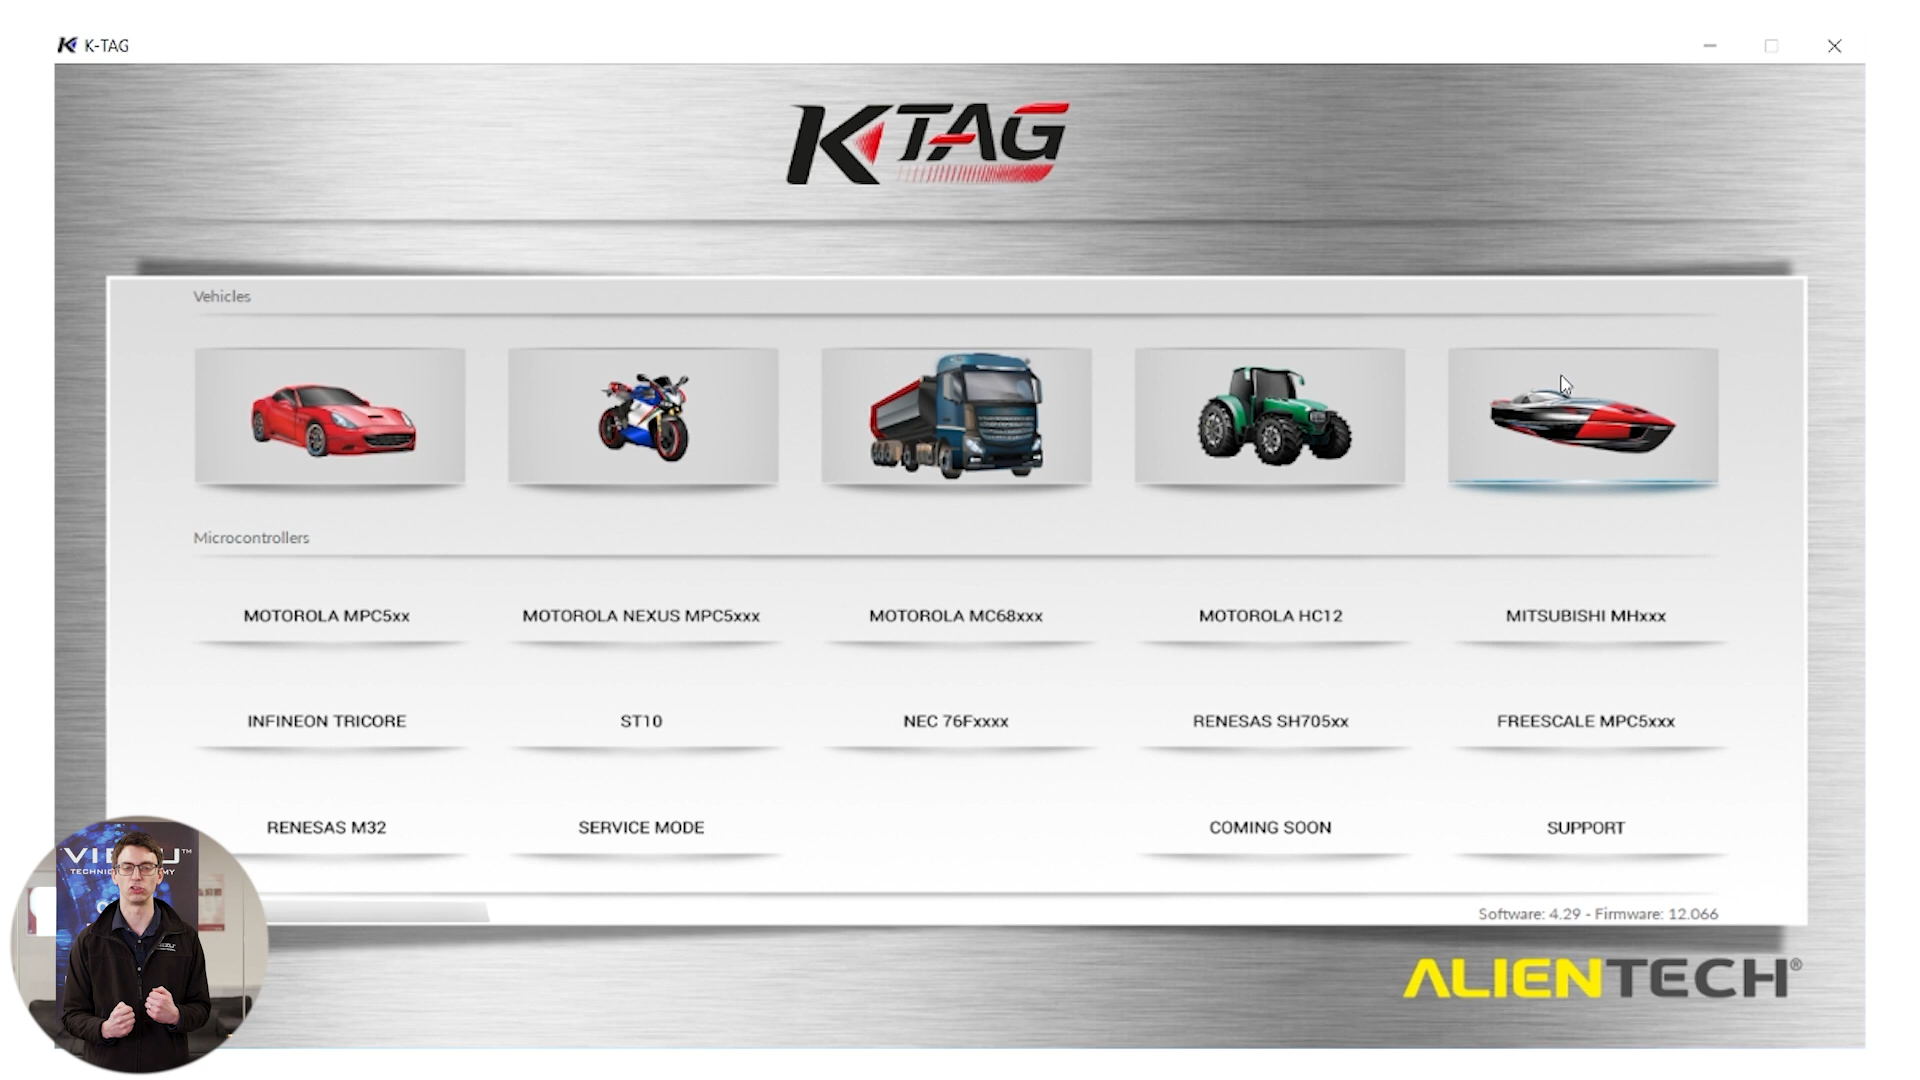 K-TAG
KTAG
Vehicles
Microcontrollers
MOTOROLA MPC5xx
MOTOROLA NEXUS MPC5xxx
MOTOROLA MC68xxx
MOTOROLA HC12
MITSUBISHI MHxxx
INFINEON TRICORE
ST10
NEC 76Fxxxx
RENESAS SH705xx
FREESCALE MPC5xxx
RENESAS M32
SERVICE MODE
COMING SOON
SUPPORT
Software: 4.29 - Firmware: 12.066
ALIENTECH®